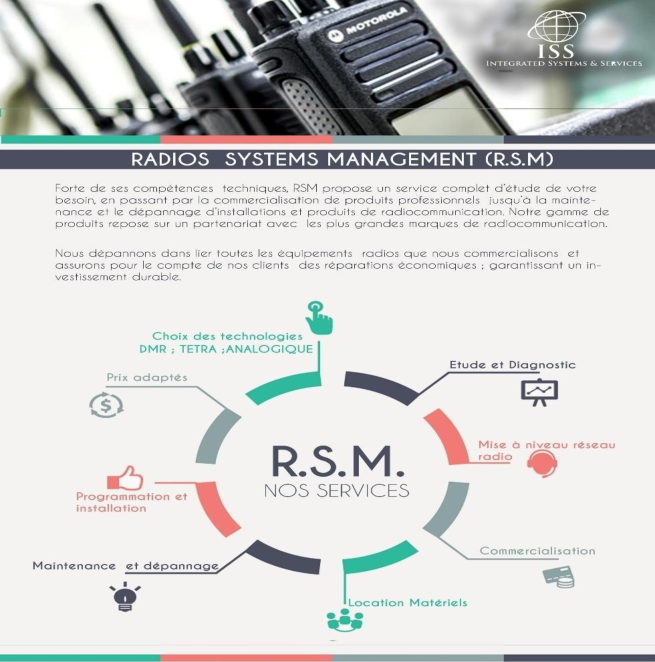 MOTOROLA
ISS
INTEGRATED SYSTEMS & SERVICES
RADIOS SYSTEMS MANAGEMENT (R.S.M)
Forte de ses compétences techniques, RSM propose un service complet d'étude de votre
besoin, en passant par la commercialisation de produits professionnels jusqu'à la mainte-
nance et le dépannage d'installations et produits de radiocommunication. Notre gamme de
produits repose sur un partenariat avec les plus grandes marques de radiocommunication.
Nous dépannons dans lier toutes les équipements radios que nous commercialisons et
assurons pour le compte de nos clients des réparations économiques ; garantissant un in-
vestissement durable.
Choix des technologies
DMR ; TETRA ;ANALOGIQUE
Etude et Diagnostic
Prix adaptés
$
Mise à niveau réseau
radio
R.S.M.
NOS SERVICES
Programmation et
installation
Commercialisation
Maintenance et dépannage
Location Matériels